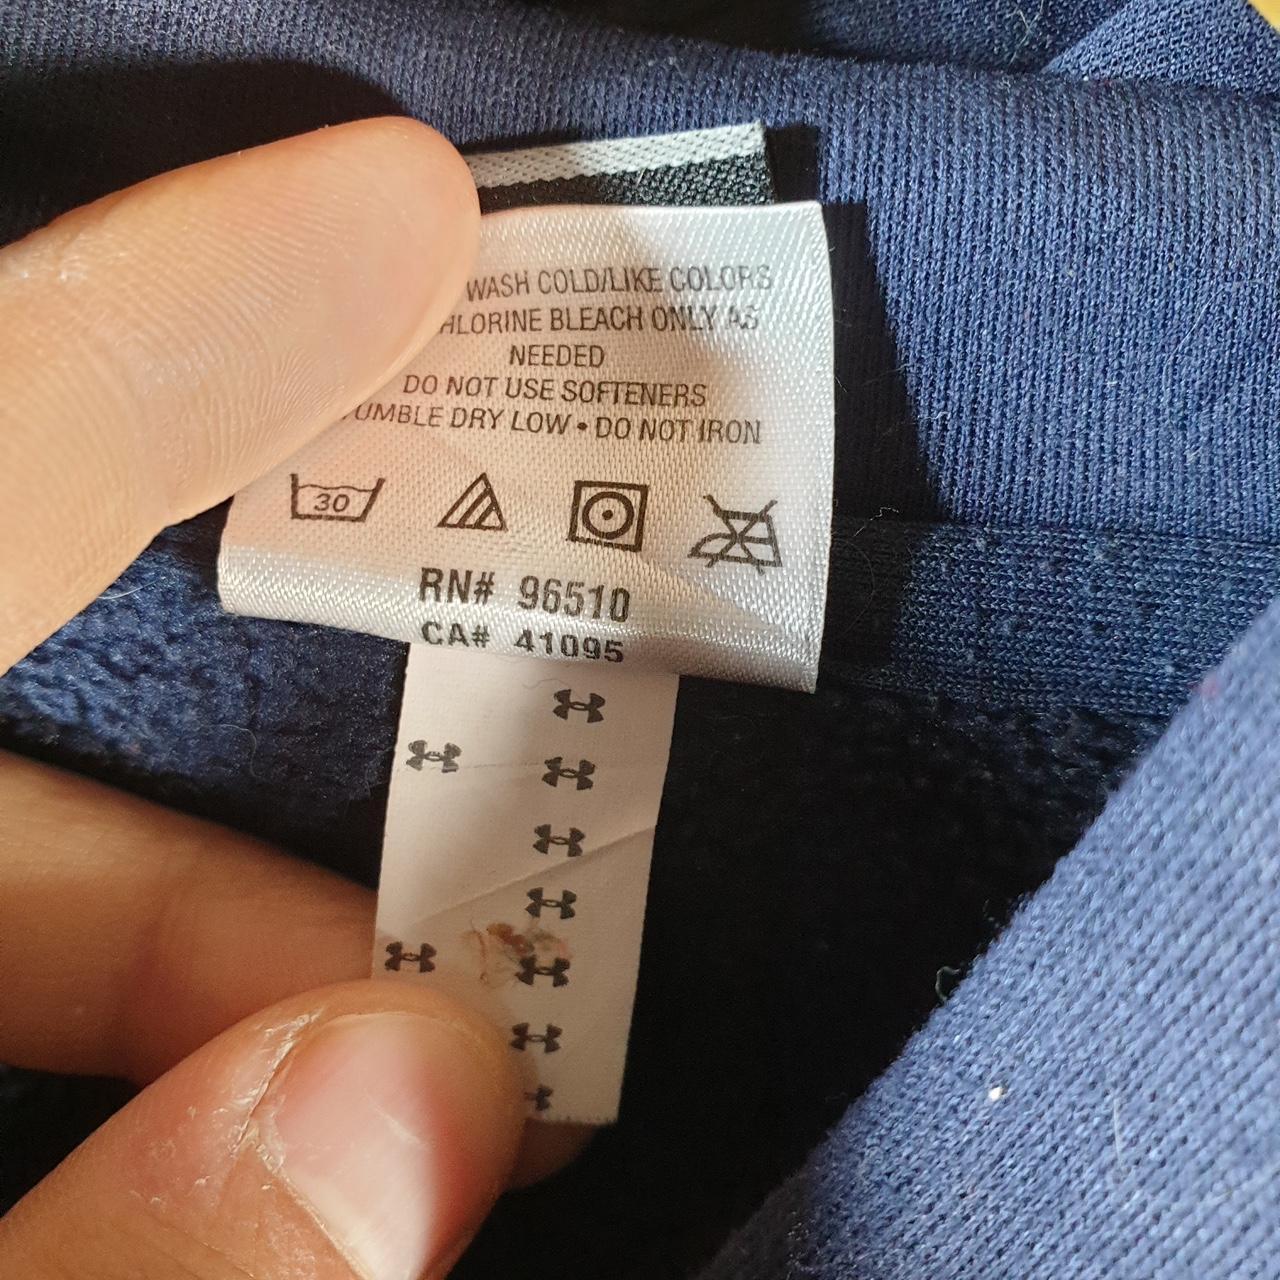 WASH COLD/LIKE COLORS
HLORINE BLEACH ONLY AS
NEEDED
DO NOT USE SOFTENERS
TUMBLE DRY LOW • DO NOT IRON
30
RN# 96510
CA# 41095